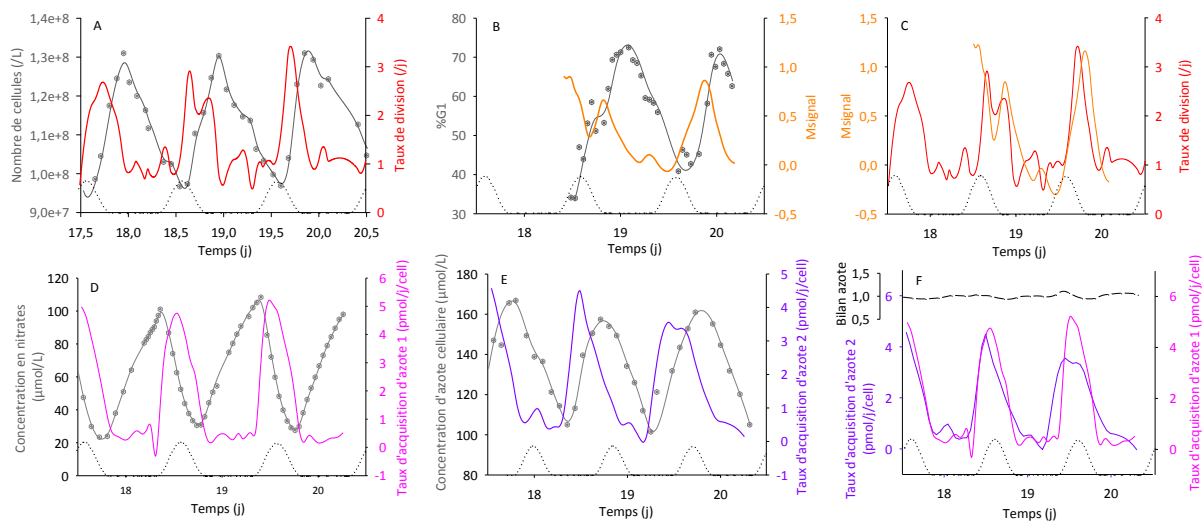 A
Nombre de cellules (/L)
1,4e+8
1,3e+8
1,2e+8
1,1e+8
1,0e+8
9,0e+7
4
3
2
1
0
Taux de division (/j)
17,5
18,0
18,5
19,0
19,5
20,0
20,5
Temps (j)
B
%G1
80
70
60
50
40
30
1,5
1,0
0,5
0,0
-0,5
Msignal
19
20
Temps (j)
C
Msignal
1,5
1,0
0,5
0,0
-0,5
4
3
2
1
0
Taux de division (/j)
18
19
20
Temps (j)
D
Concentration en nitrates
(µmol/L)
120
100
80
60
40
20
0
6
5
4
3
2
1
0
-1
Taux d'acquisition d'azote 1 (pmol/j/cell)
18
19
20
Temps (j)
E
Concentration d'azote cellulaire (µmol/L)
180
160
140
120
100
80
5
4
3
2
1
0
-1
Taux d'acquisition d'azote 2 (pmol/j/cell)
18
19
20
Temps (j)
F
Bilan azote
1,5
1,0
0,5
Taux d'acquisition d'azote 2
(pmol/j/cell)
6
4
2
0
6
4
2
0
Taux d'acquisition d'azote 1
(pmol/j/cell)
18
19
20
Temps (j)